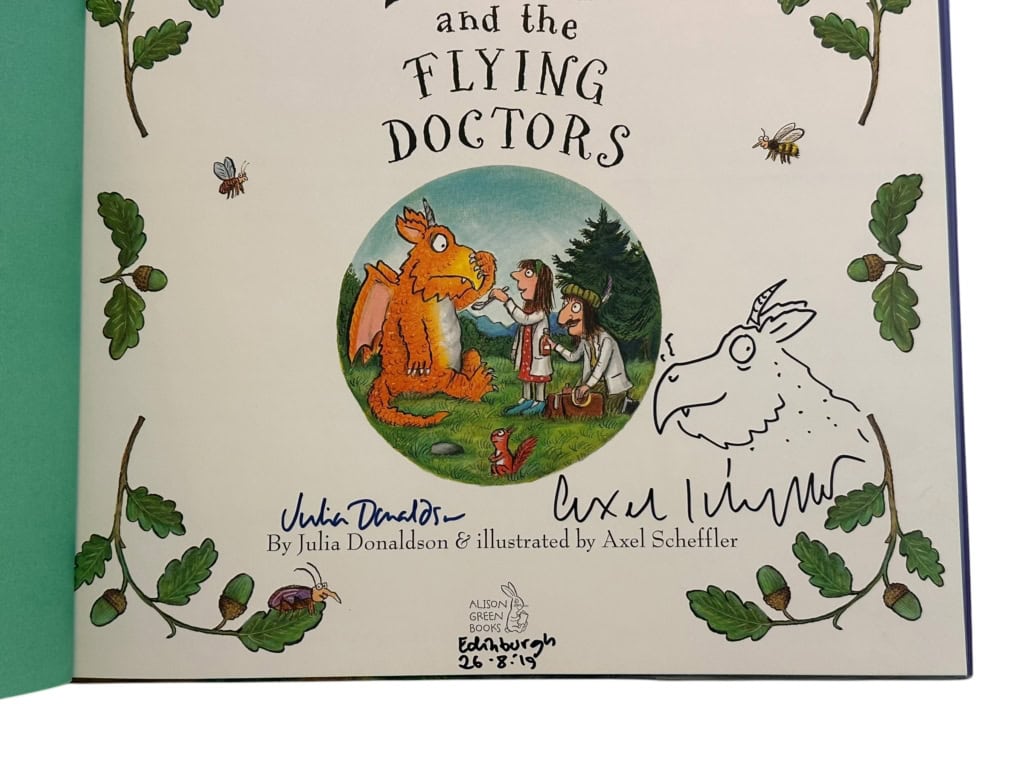 and the
FLYING
DOCTORS
Julia Donaldson
Axel Scheffler
By Julia Donaldson & illustrated by Axel Scheffler
ALISON
GREEN
BOOKS
Edinburgh
26·8·'19